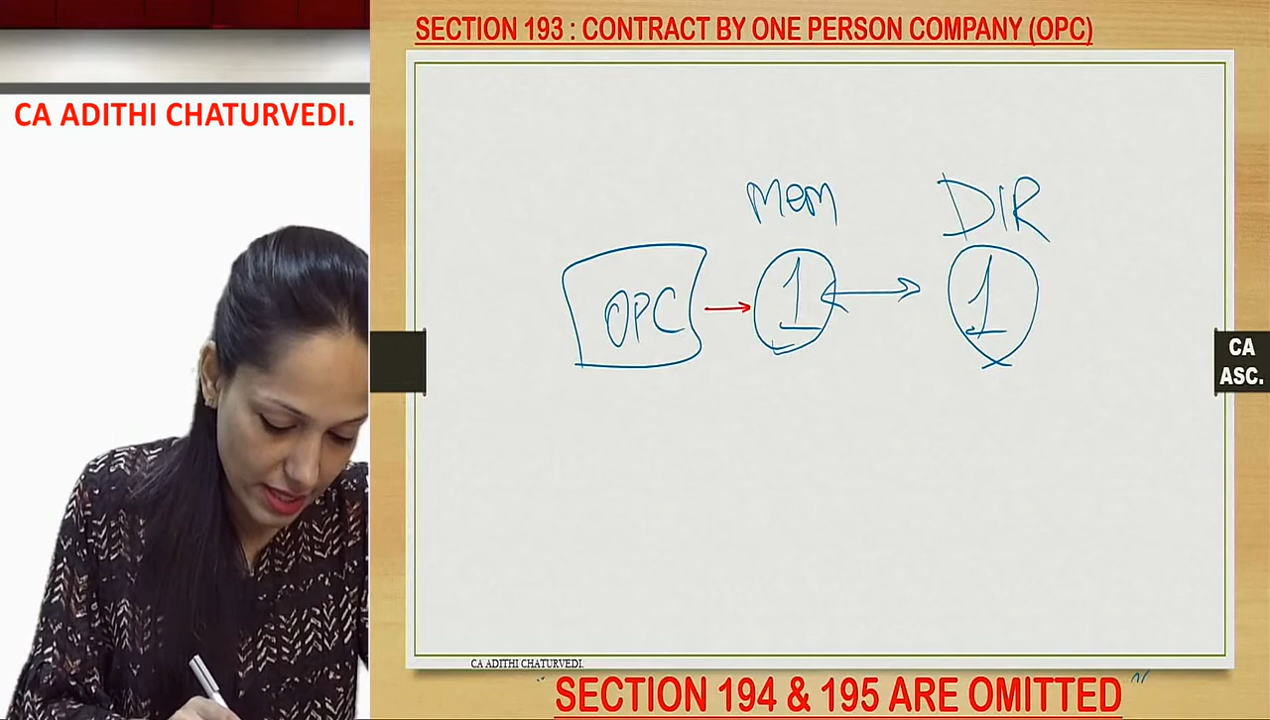 SECTION 193 : CONTRACT BY ONE PERSON COMPANY (OPC)
CA ADITHI CHATURVEDI.
Mem
DIR
OPC
1
1
CA
ASC.
CA ADITHI CHATURVEDI.
SECTION 194 & 195 ARE OMITTED